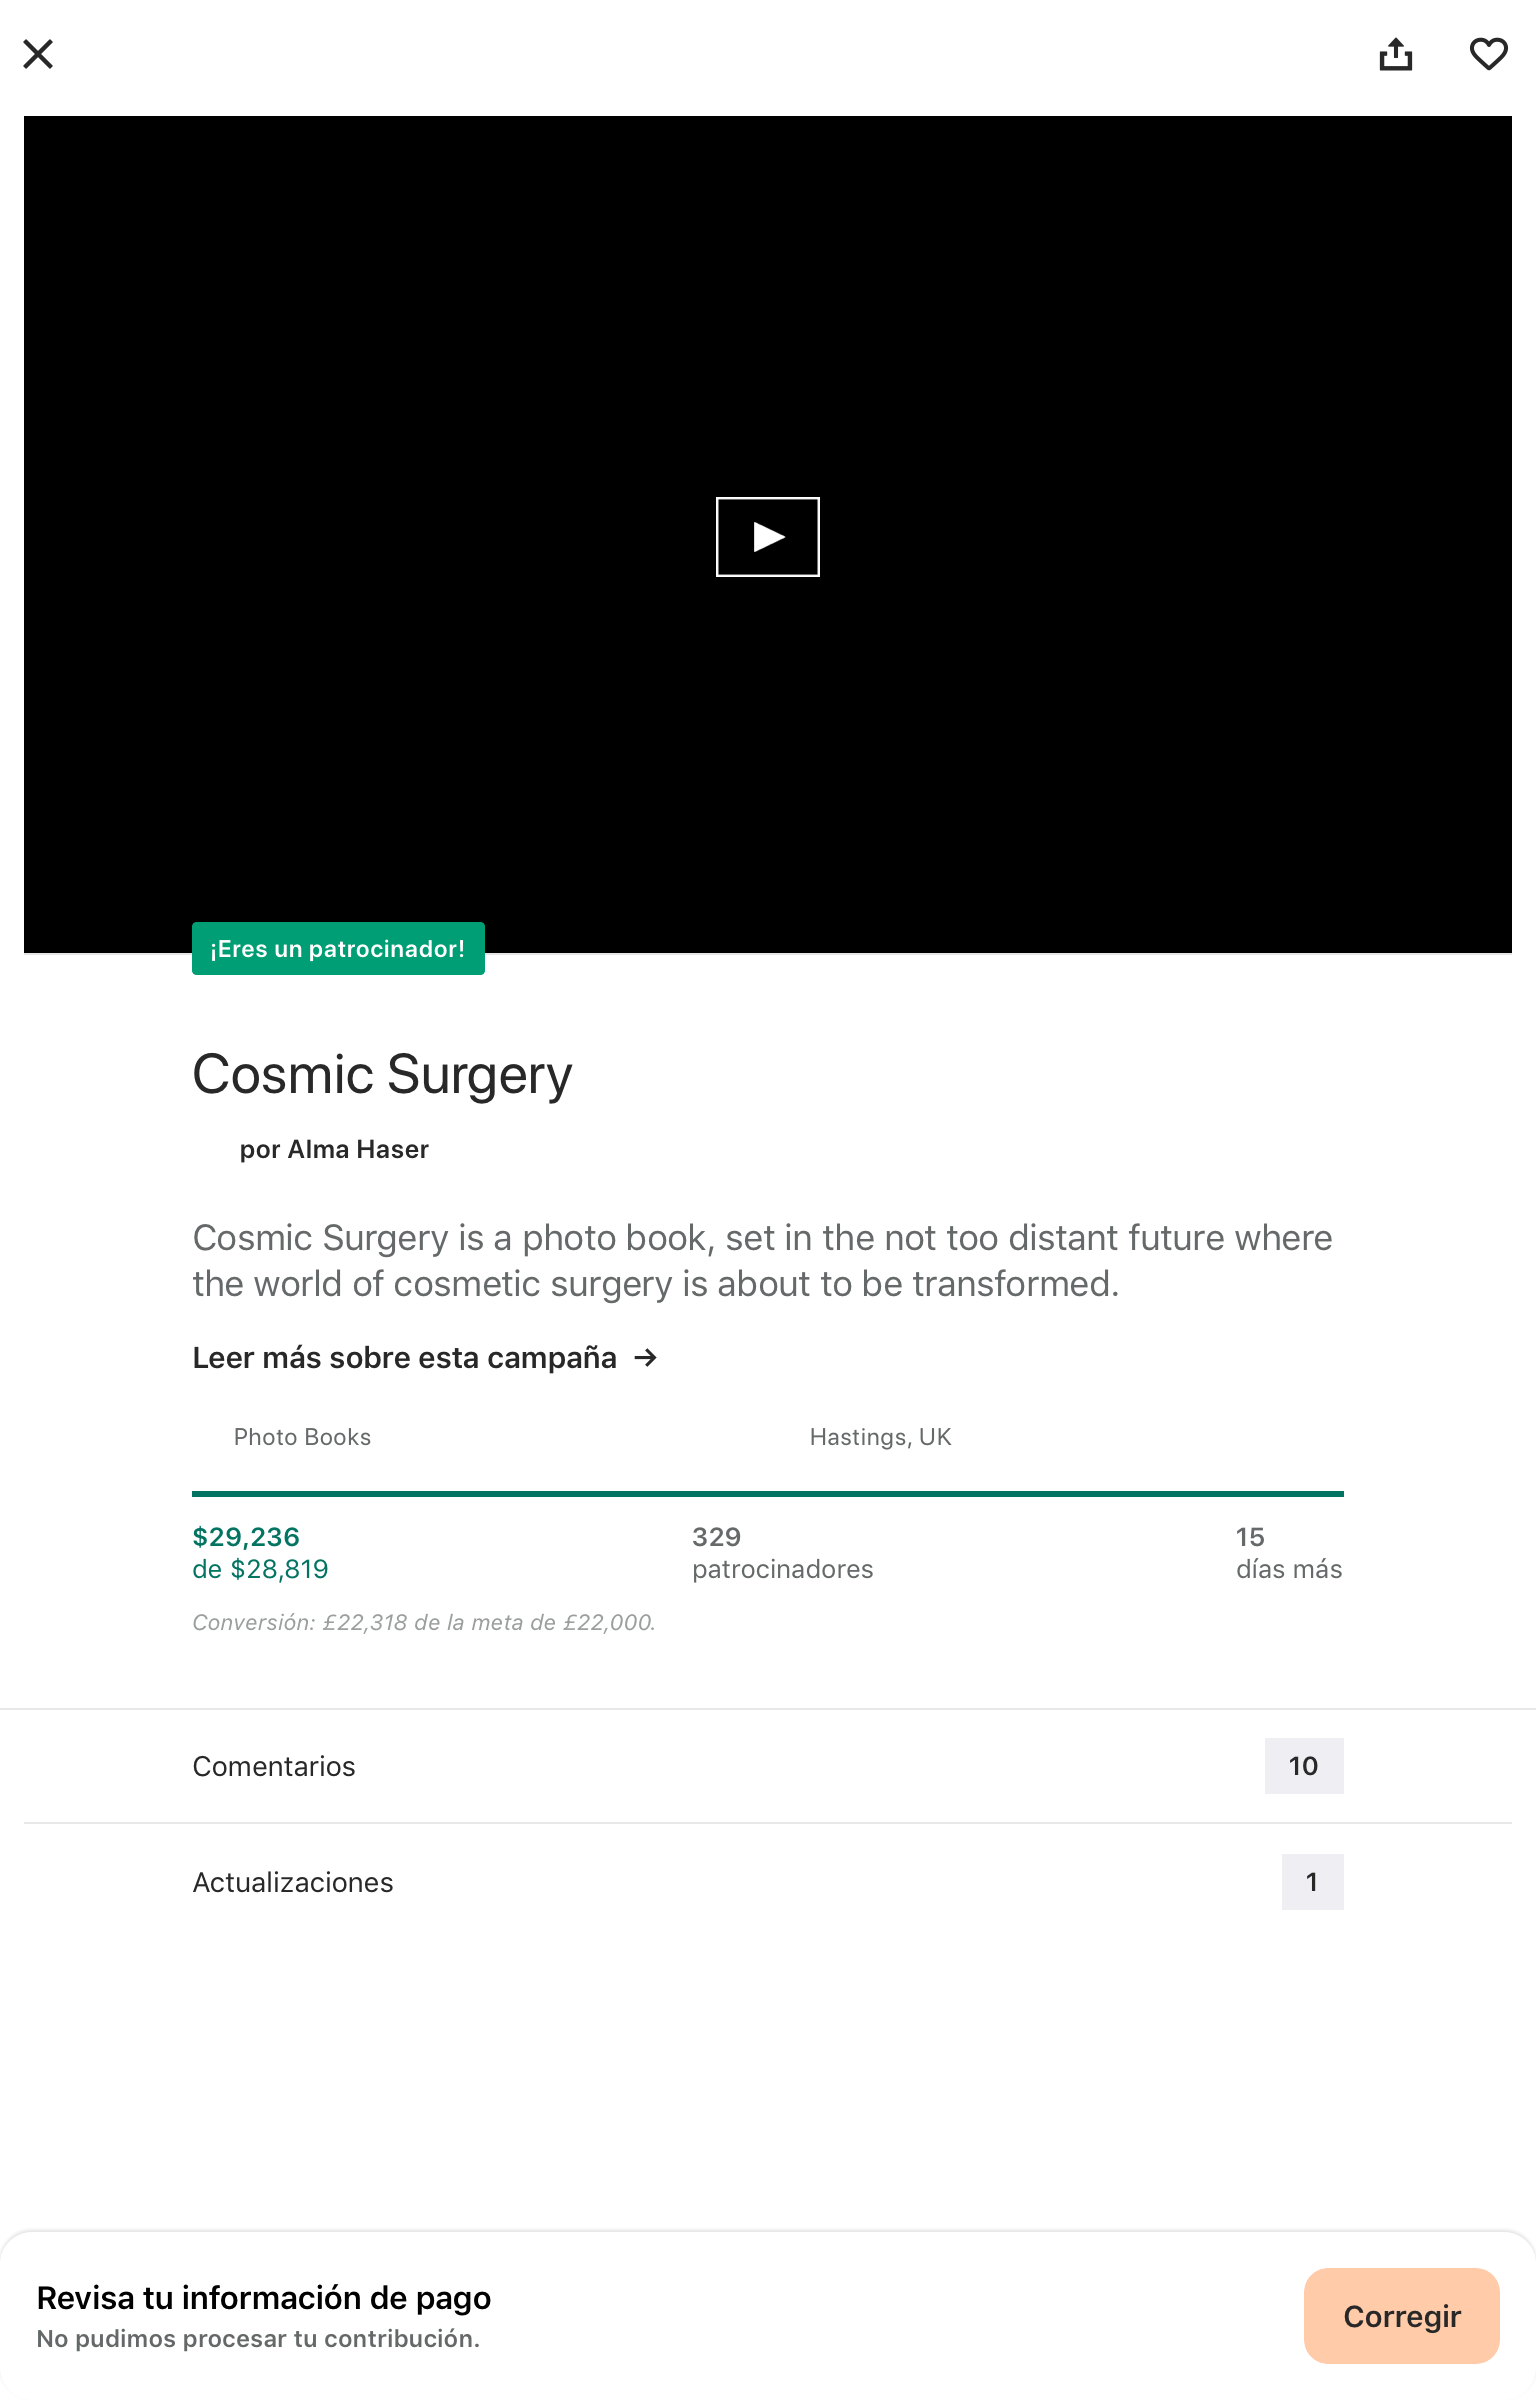 ¡Eres un patrocinador!
Cosmic Surgery
por Alma Haser
Cosmic Surgery is a photo book, set in the not too distant future where
the world of cosmetic surgery is about to be transformed.
Leer más sobre esta campaña →
Photo Books
Hastings, UK
$29,236
de $28,819
329
patrocinadores
15
días más
Conversión: £22,318 de la meta de £22,000.
Comentarios
10
Actualizaciones
1
Revisa tu información de pago
No pudimos procesar tu contribución.
Corregir